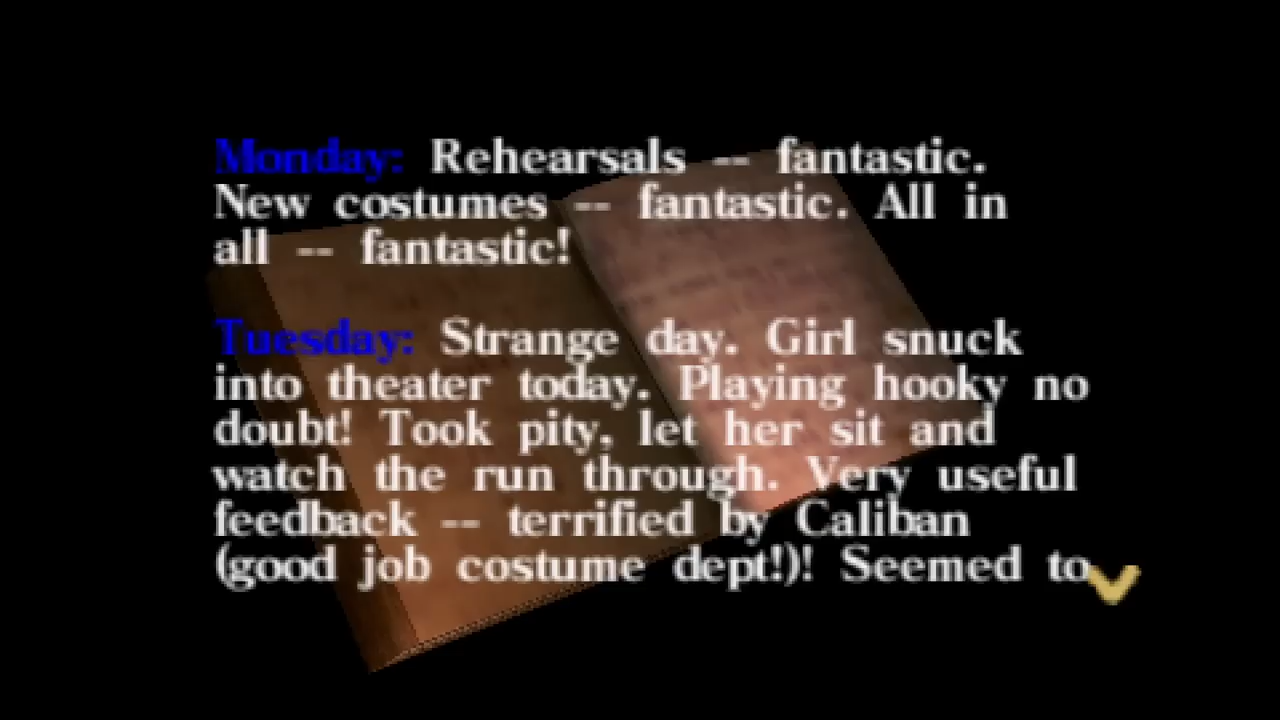 Monday: Rehearsals -- fantastic.
New costumes -- fantastic. All in
all -- fantastic!
Tuesday: Strange day. Girl snuck
into theater today. Playing hooky no
doubt! Took pity, let her sit and
watch the run through. Very useful
feedback -- terrified by Caliban
(good job costume dept!)! Seemed to